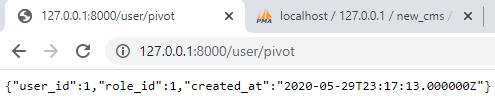 127.0.0.1:8000/user/pivot
PMA
localhost / 127.0.0.1 / new_cms /
127.0.0.1:8000/user/pivot
{"user_id":1,"role_id":1,"created_at":"2020-05-29T23:17:13.000000Z"}